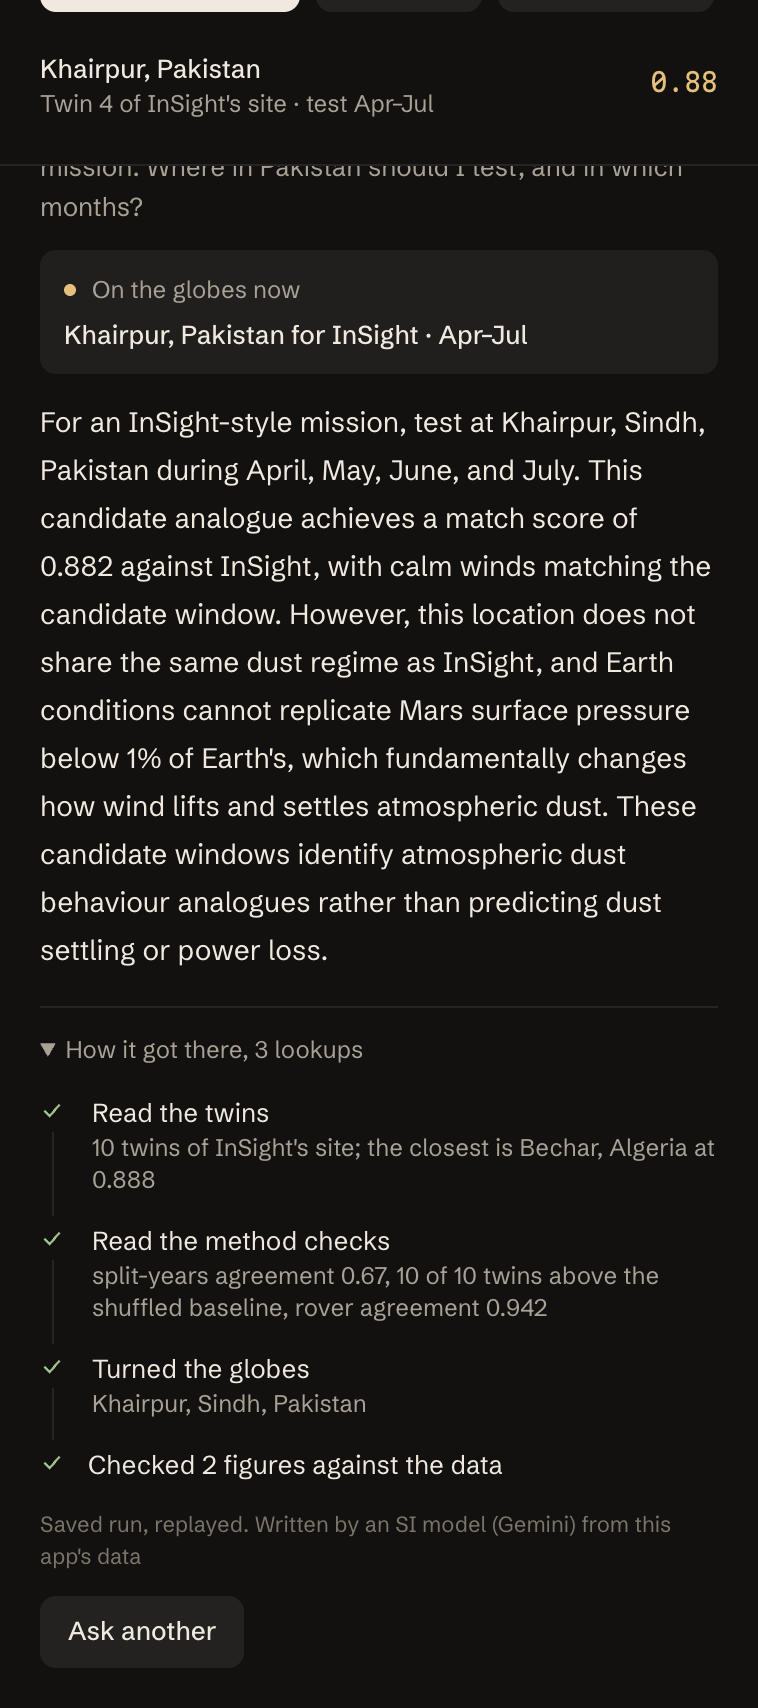 Khairpur, Pakistan
0.88
Twin 4 of InSight's site · test Apr–Jul
mission. Where in Pakistan should I test, and in which
months?
On the globes now
Khairpur, Pakistan for InSight · Apr–Jul
For an InSight-style mission, test at Khairpur, Sindh,
Pakistan during April, May, June, and July. This
candidate analogue achieves a match score of
0.882 against InSight, with calm winds matching the
candidate window. However, this location does not
share the same dust regime as InSight, and Earth
conditions cannot replicate Mars surface pressure
below 1% of Earth's, which fundamentally changes
how wind lifts and settles atmospheric dust. These
candidate windows identify atmospheric dust
behaviour analogues rather than predicting dust
settling or power loss.
▼ How it got there, 3 lookups
Read the twins
10 twins of InSight's site; the closest is Bechar, Algeria at
0.888
Read the method checks
split-years agreement 0.67, 10 of 10 twins above the
shuffled baseline, rover agreement 0.942
Turned the globes
Khairpur, Sindh, Pakistan
Checked 2 figures against the data
Saved run, replayed. Written by an SI model (Gemini) from this
app's data
Ask another